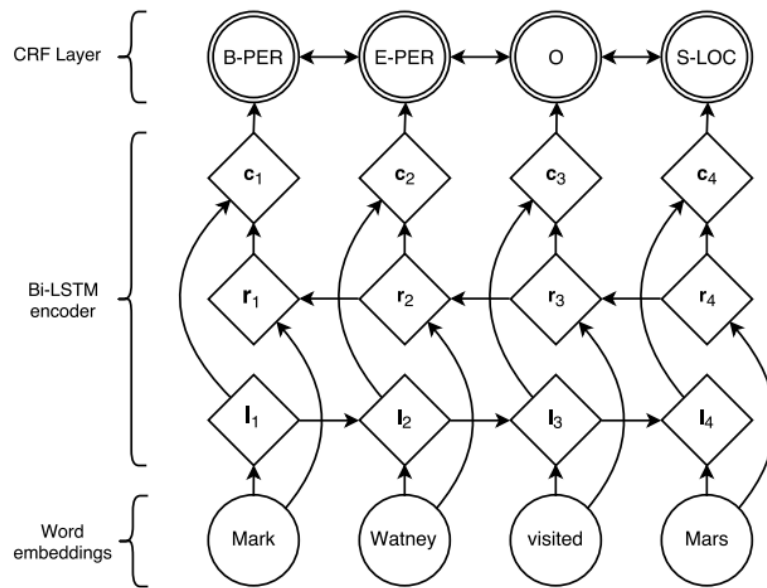 CRF Layer
B-PER
E-PER
O
S-LOC
c₁
c₂
c₃
c₄
Bi-LSTM
encoder
r₁
r₂
r₃
r₄
l₁
l₂
l₃
l₄
Word
embeddings
Mark
Watney
visited
Mars